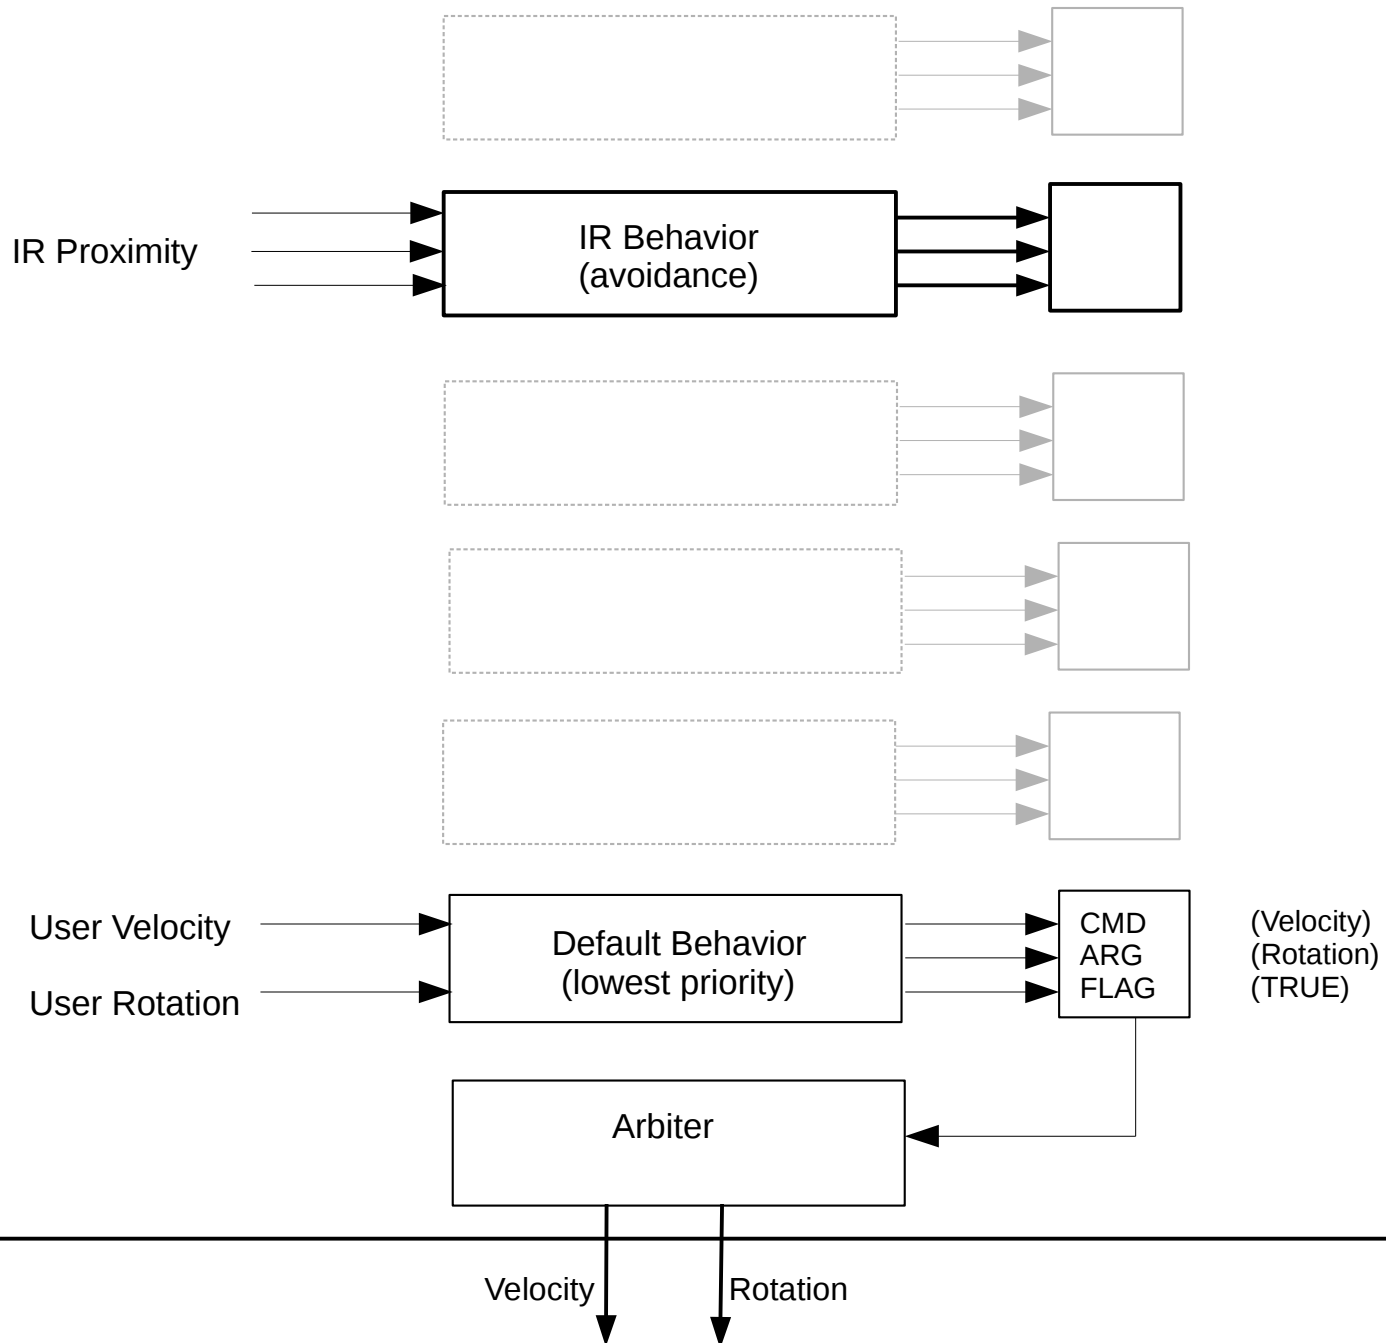 IR Proximity
IR Behavior
(avoidance)
User Velocity
User Rotation
Default Behavior
(lowest priority)
CMD
ARG
FLAG
(Velocity)
(Rotation)
(TRUE)
Arbiter
Velocity
Rotation